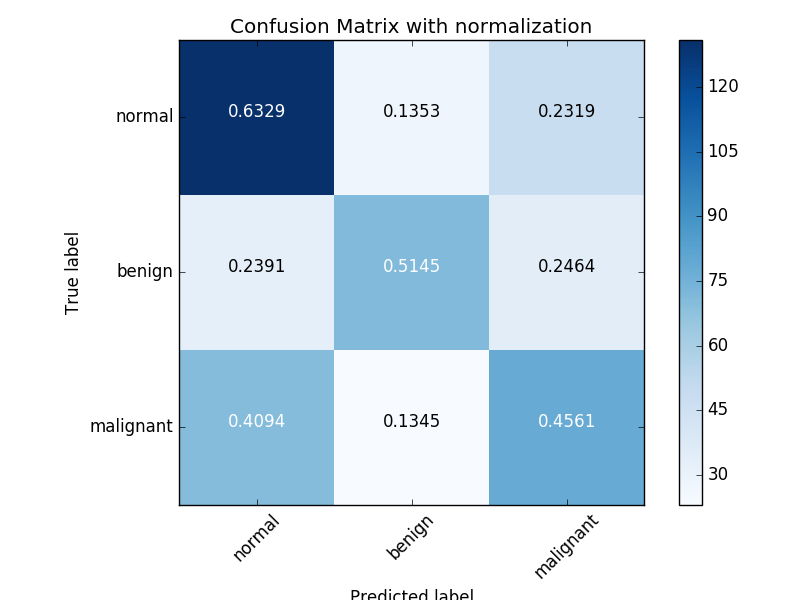 Confusion Matrix with normalization
normal 0.6329 0.1353 0.2319
benign 0.2391 0.5145 0.2464
malignant 0.4094 0.1345 0.4561
True label
normal benign malignant
Predicted label
120
105
90
75
60
45
30